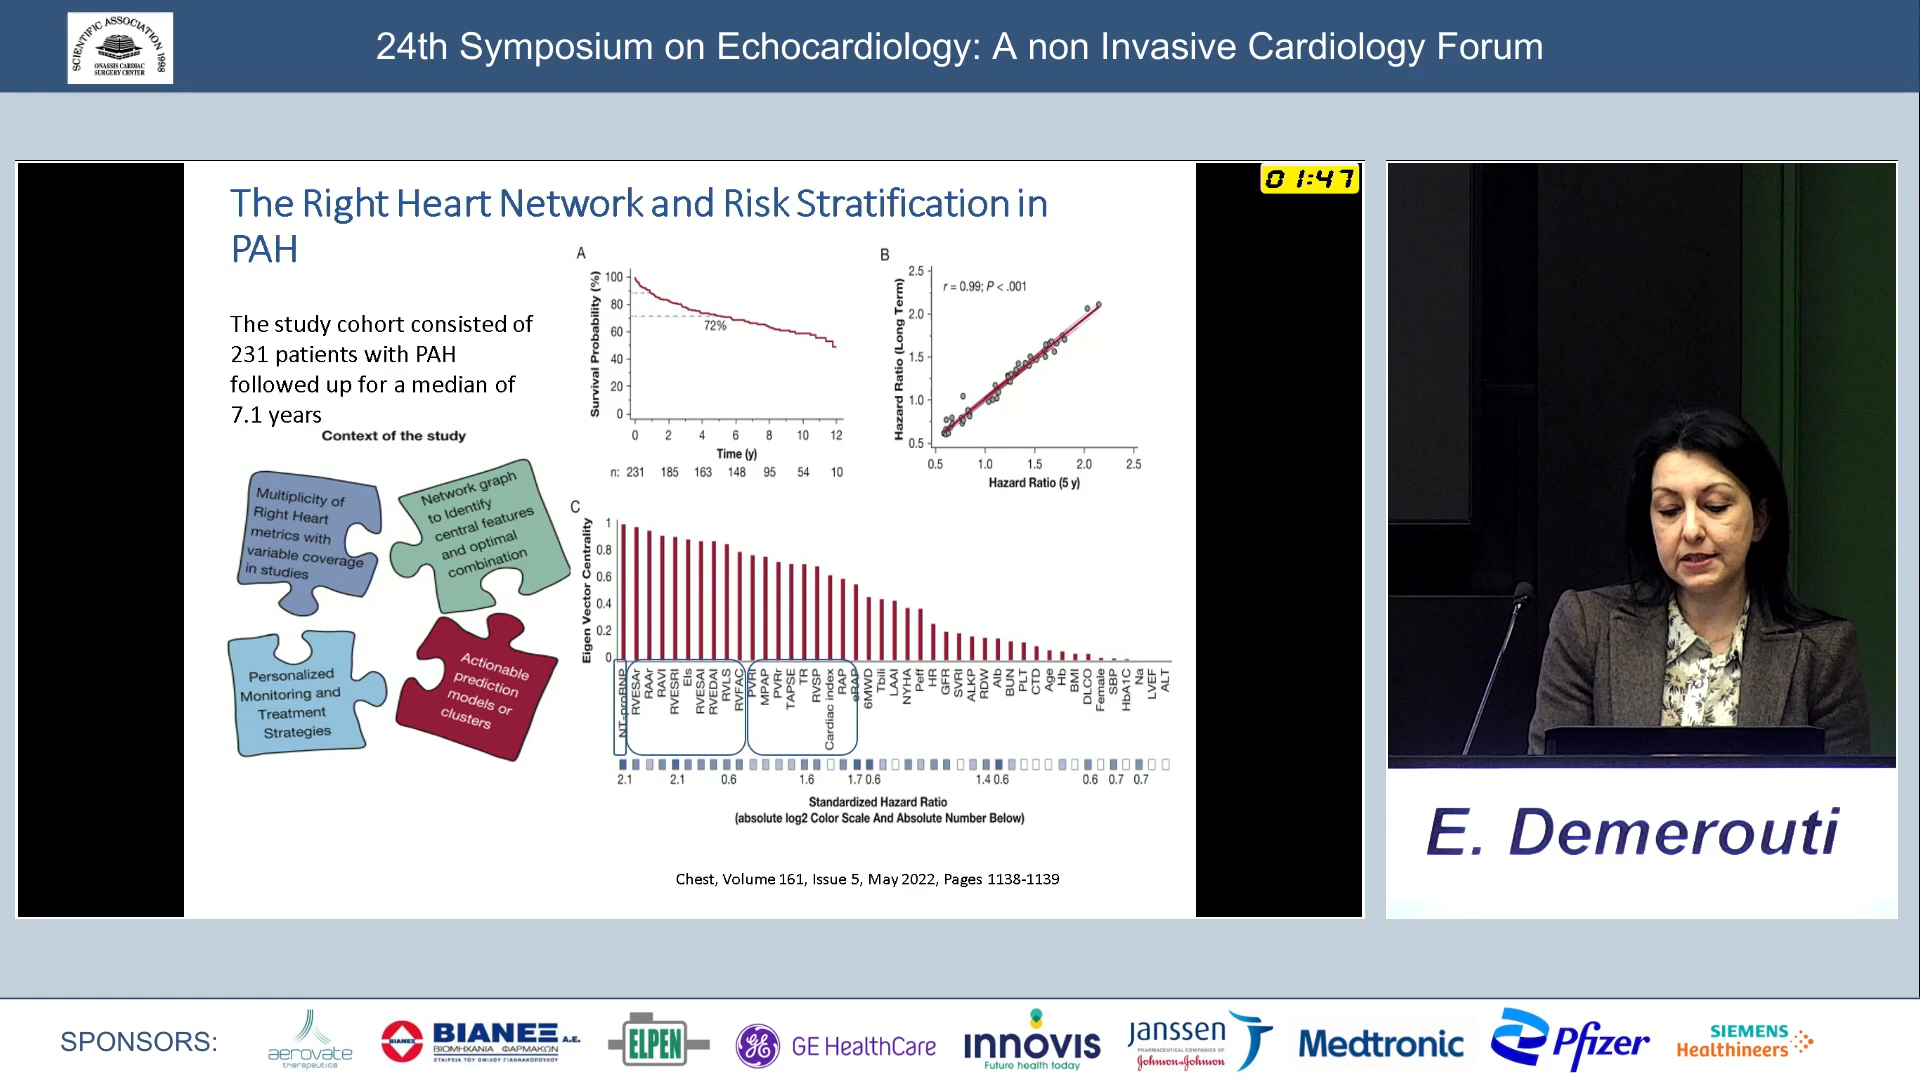 SCIENTIFIC ASSOCIATION 1998
ONASSIS CARDIAC
SURGERY CENTER
24th Symposium on Echocardiology: A non Invasive Cardiology Forum
01:47
The Right Heart Network and Risk Stratification in
PAH
The study cohort consisted of
231 patients with PAH
followed up for a median of
7.1 years
Context of the study
Multiplicity of
Right Heart
metrics with
variable coverage
in studies
Network graph
to Identify
central features
and optimal
combination
Personalized
Monitoring and
Treatment
Strategies
Actionable
prediction
models or
clusters
A
Survival Probability (%)
100
80
60
40
20
0
72%
0 2 4 6 8 10 12
Time (y)
n: 231 185 163 148 95 54 10
B
Hazard Ratio (Long Term)
2.5
2.0
1.5
1.0
0.5
r = 0.99; P < .001
0.5 1.0 1.5 2.0 2.5
Hazard Ratio (5 y)
C
Eigen Vector Centrality
1
0.8
0.6
0.4
0.2
0
NT-proBNP RVESAr RAAr RAVI RVESRI EIs RVESAI RVEDAI RVLS RVFAC PVRI MPAP PVRr TAPSE TR RVSP Cardiac index RAP eRAP 6MWD Tbili LAAI NYHA Peff HR GFR SVRI ALKP RDW Alb BUN PLT CTD Age Hb BMI DLCO Female SBP HbA1C Na LVEF ALT
2.1 2.1 0.6 1.6 1.7 0.6 1.4 0.6 0.6 0.7 0.7
Standardized Hazard Ratio
(absolute log2 Color Scale And Absolute Number Below)
Chest, Volume 161, Issue 5, May 2022, Pages 1138-1139
E. Demerouti
SPONSORS:
aerovate
therapeutics
BIANEE
ΒΙΑΝΕΞ Α.Ε.
ΒΙΟΜΗΧΑΝΙΑ ΦΑΡΜΑΚΩΝ
ΕΤΑΙΡΕΙΑ ΤΟΥ ΟΜΙΛΟΥ ΓΙΑΝΝΑΚΟΠΟΥΛΟΥ
ELPEN
GE HealthCare
innovis
Future health today
janssen
PHARMACEUTICAL COMPANIES OF
Johnson & Johnson
Medtronic
Pfizer
SIEMENS
Healthineers